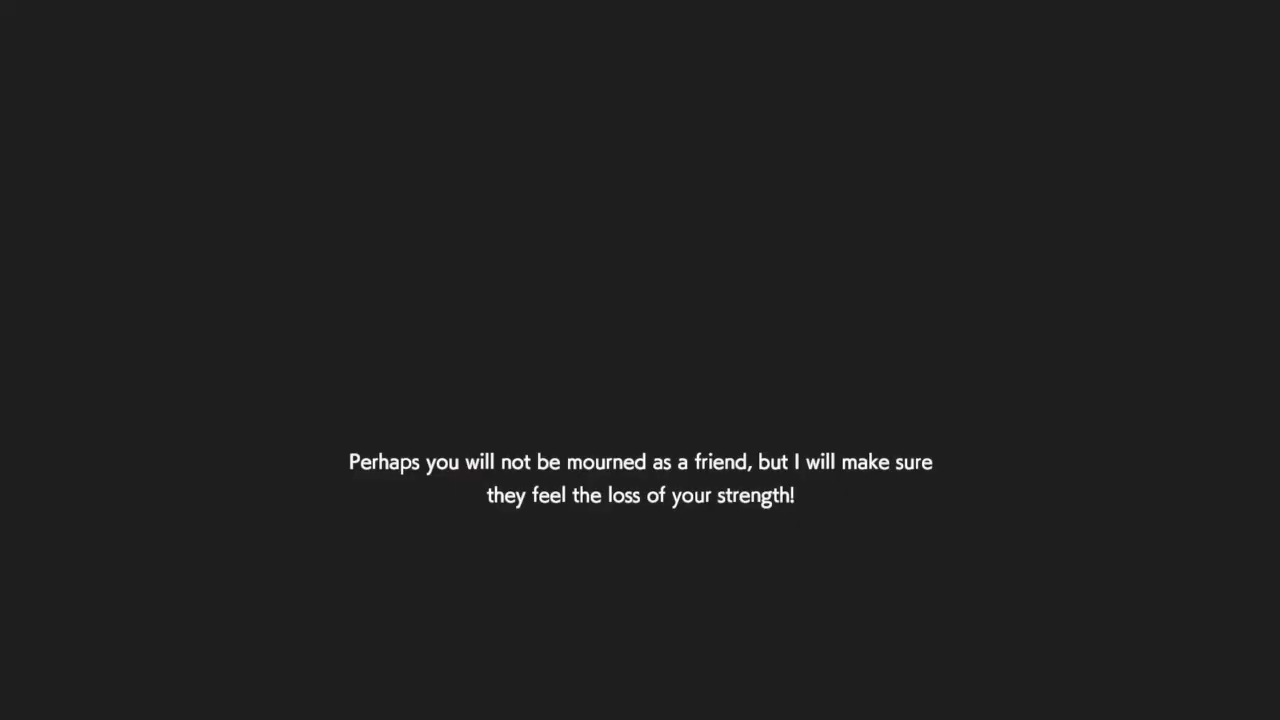 Perhaps you will not be mourned as a friend, but I will make sure
they feel the loss of your strength!